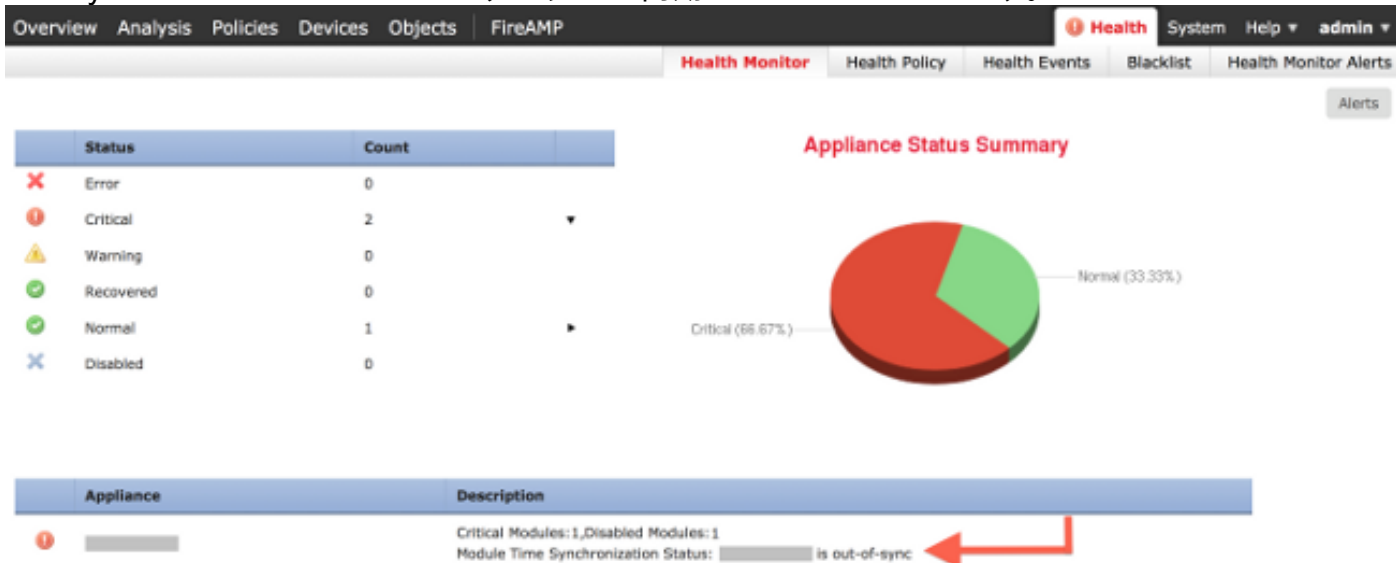 Overview Analysis Policies Devices Objects FireAMP Health System Help admin
Health Monitor Health Policy Health Events Blacklist Health Monitor Alerts
Alerts
Status Count
Appliance Status Summary
Error 0
Critical 2
Warning 0
Recovered 0
Normal 1
Disabled 0
Normal (33.33%)
Critical (66.67%)
Appliance Description
Critical Modules:1,Disabled Modules:1
Module Time Synchronization Status: is out-of-sync